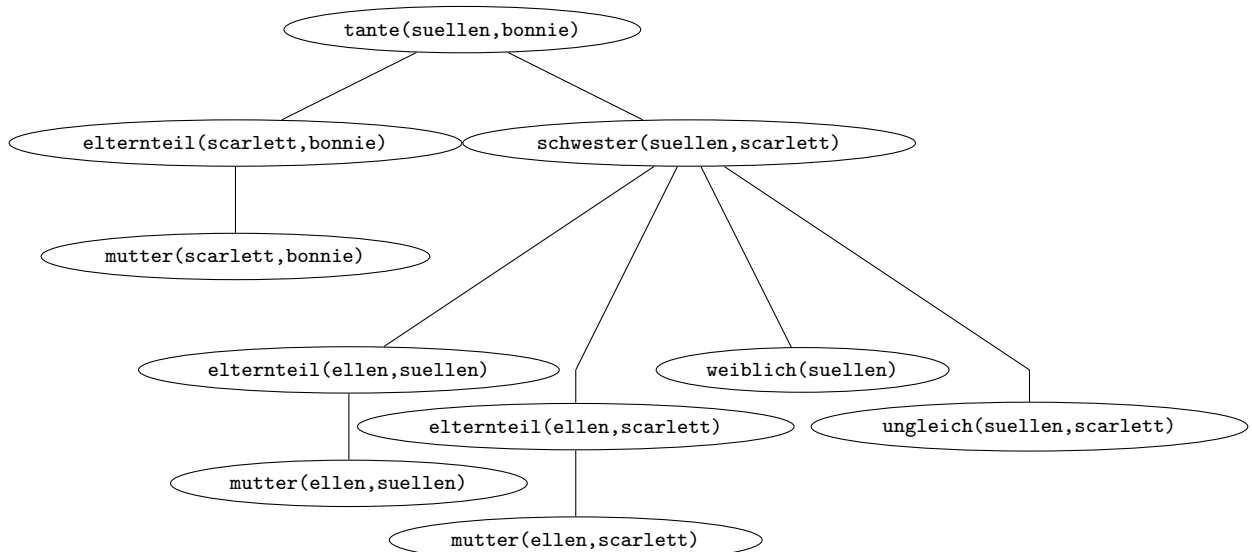 tante(suellen,bonnie)
elternteil(scarlett,bonnie)
schwester(suellen,scarlett)
mutter(scarlett,bonnie)
elternteil(ellen,suellen)
weiblich(suellen)
elternteil(ellen,scarlett)
ungleich(suellen,scarlett)
mutter(ellen,suellen)
mutter(ellen,scarlett)